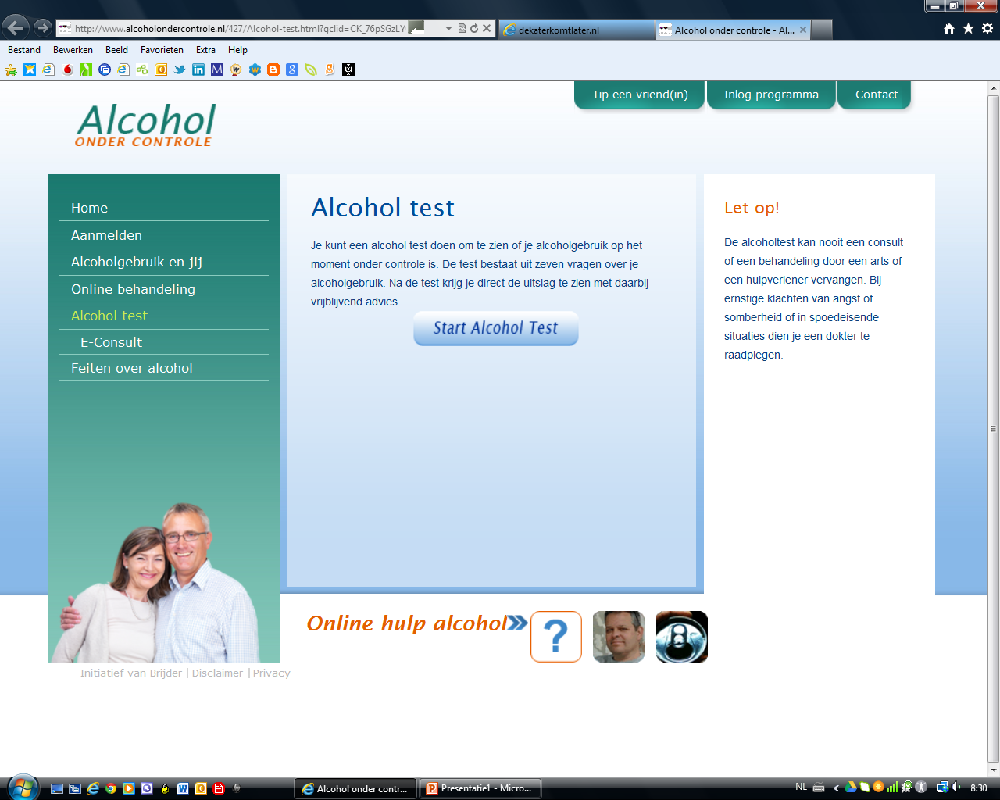 http://www.alcoholondercontrole.nl/427/Alcohol-test.html?gclid=CK_76pSGzLY
dekaterkomtlater.nl
Alcohol onder controle - Al...
Bestand Bewerken Beeld Favorieten Extra Help
Tip een vriend(in) Inlog programma Contact
Alcohol
ONDER CONTROLE
Home
Aanmelden
Alcoholgebruik en jij
Online behandeling
Alcohol test
E-Consult
Feiten over alcohol
Alcohol test
Je kunt een alcohol test doen om te zien of je alcoholgebruik op het
moment onder controle is. De test bestaat uit zeven vragen over je
alcoholgebruik. Na de test krijg je direct de uitslag te zien met daarbij
vrijblijvend advies.
Start Alcohol Test
Let op!
De alcoholtest kan nooit een consult
of een behandeling door een arts of
een hulpverlener vervangen. Bij
ernstige klachten van angst of
somberheid of in spoedeisende
situaties dien je een dokter te
raadplegen.
Online hulp alcohol
?
Initiatief van Brijder | Disclaimer | Privacy
Alcohol onder contr...
Presentatie1 - Micro...
NL
8:30